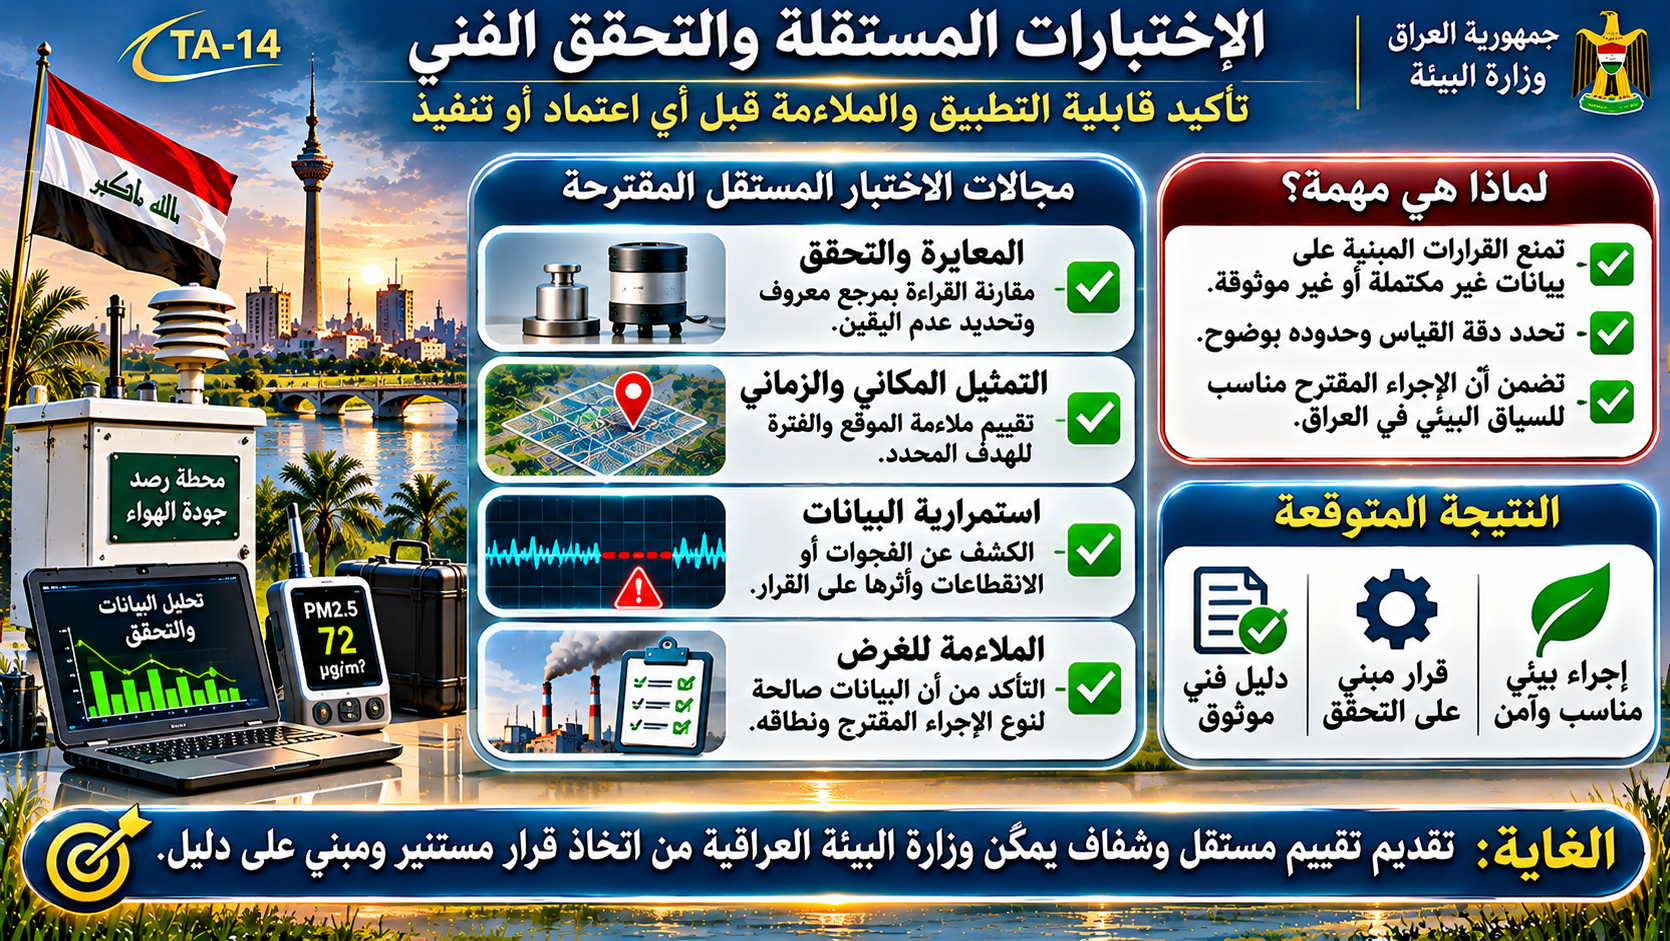 TA-14
الإختبارات المستقلة والتحقق الفني
تأكيد قابلية التطبيق والملاءمة قبل أي اعتماد أو تنفيذ
جمهورية العراق
وزارة البيئة
لماذا هي مهمة؟
تمنع القرارات المبنية على
بيانات غير مكتملة أو غير موثوقة.
تحدد دقة القياس وحدوده بوضوح.
تضمن أن الإجراء المقترح مناسب
للسياق البيئي في العراق.
مجالات الاختبار المستقل المقترحة
المعايرة والتحقق
مقارنة القراءة بمرجع معروف
وتحديد عدم اليقين.
التمثيل المكاني والزماني
تقييم ملاءمة الموقع والفترة
للهدف المحدد.
استمرارية البيانات
الكشف عن الفجوات أو
الانقطاعات وأثرها على القرار.
الملاءمة للغرض
التأكد من أن البيانات صالحة
لنوع الإجراء المقترح ونطاقه.
النتيجة المتوقعة
إجراء بيئي
مناسب وآمن
قرار مبني
على التحقق
دليل فني
موثوق
محطة رصد
جودة الهواء
تحليل البيانات
والتحقق
PM2.5
72
µg/m?
الغاية: تقديم تقييم مستقل وشفاف يمكّن وزارة البيئة العراقية من اتخاذ قرار مستنير ومبني على دليل.